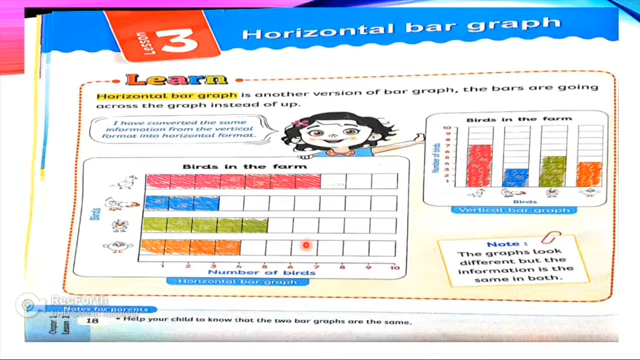 Lesson
3
Horizontal bar graph
Learn
Horizontal bar graph is another version of bar graph, the bars are going
across the graph instead of up.
I have converted the same
information from the vertical
format into horizontal format.
Birds in the farm
Birds
1 2 3 4 5 6 7 8 9 10
Number of birds
Horizontal bar graph
Birds in the farm
Number of birds
10
9
8
7
6
5
4
3
2
1
Birds
Vertical bar graph
Note :
The graphs look
different but the
information is the
same in both.
Notes for parents
Chapter 1
Lesson 3
18
• Help your child to know that the two bar graphs are the same.